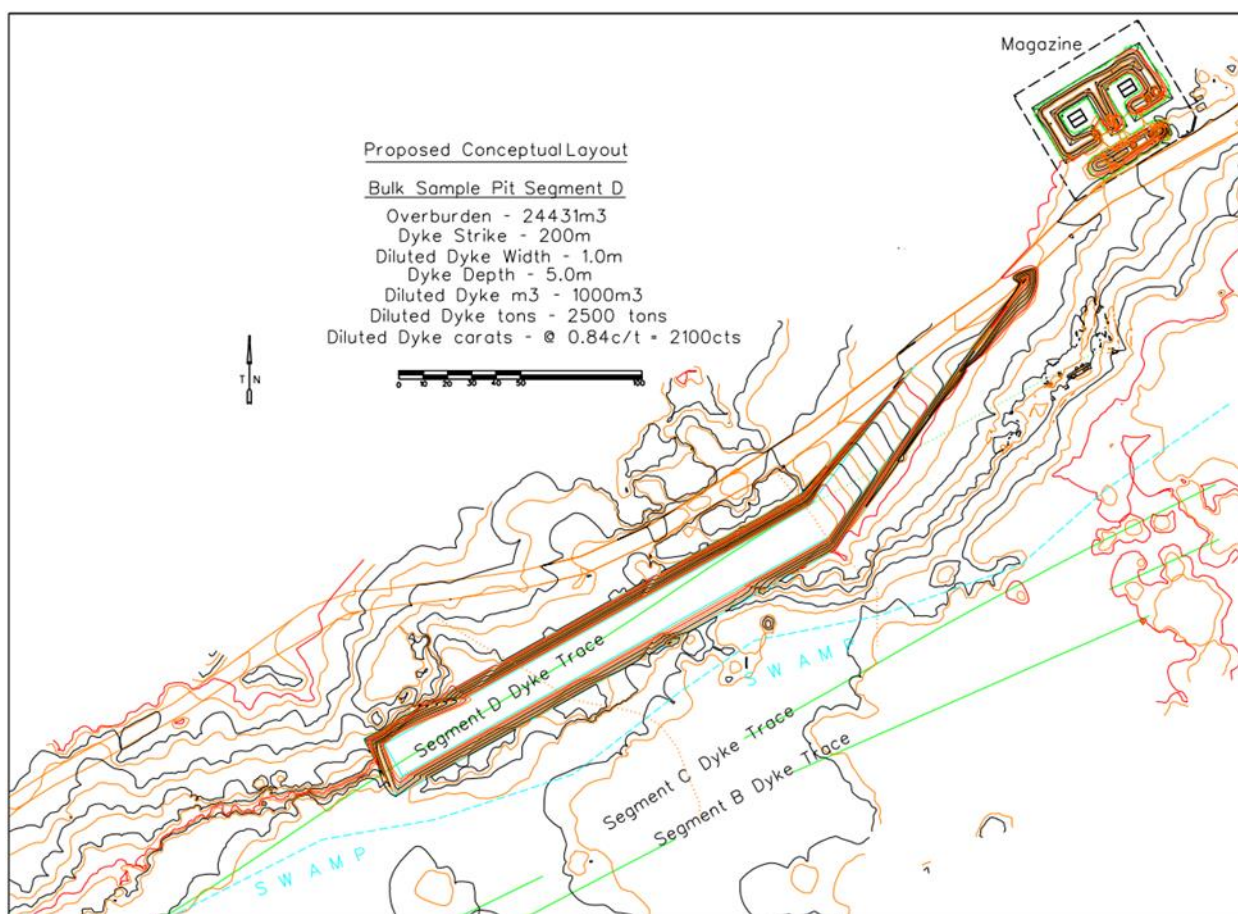 Magazine
Proposed Conceptual Layout
Bulk Sample Pit Segment D
Overburden - 24431m3
Dyke Strike - 200m
Diluted Dyke Width - 1.0m
Dyke Depth - 5.0m
Diluted Dyke m3 - 1000m3
Diluted Dyke tons - 2500 tons
Diluted Dyke carats - @ 0.84c/t = 2100cts
T N
0 10 20 30 40 50 100
Segment D Dyke Trace
SWAMP
Segment C Dyke Trace
Segment B Dyke Trace
SWAMP